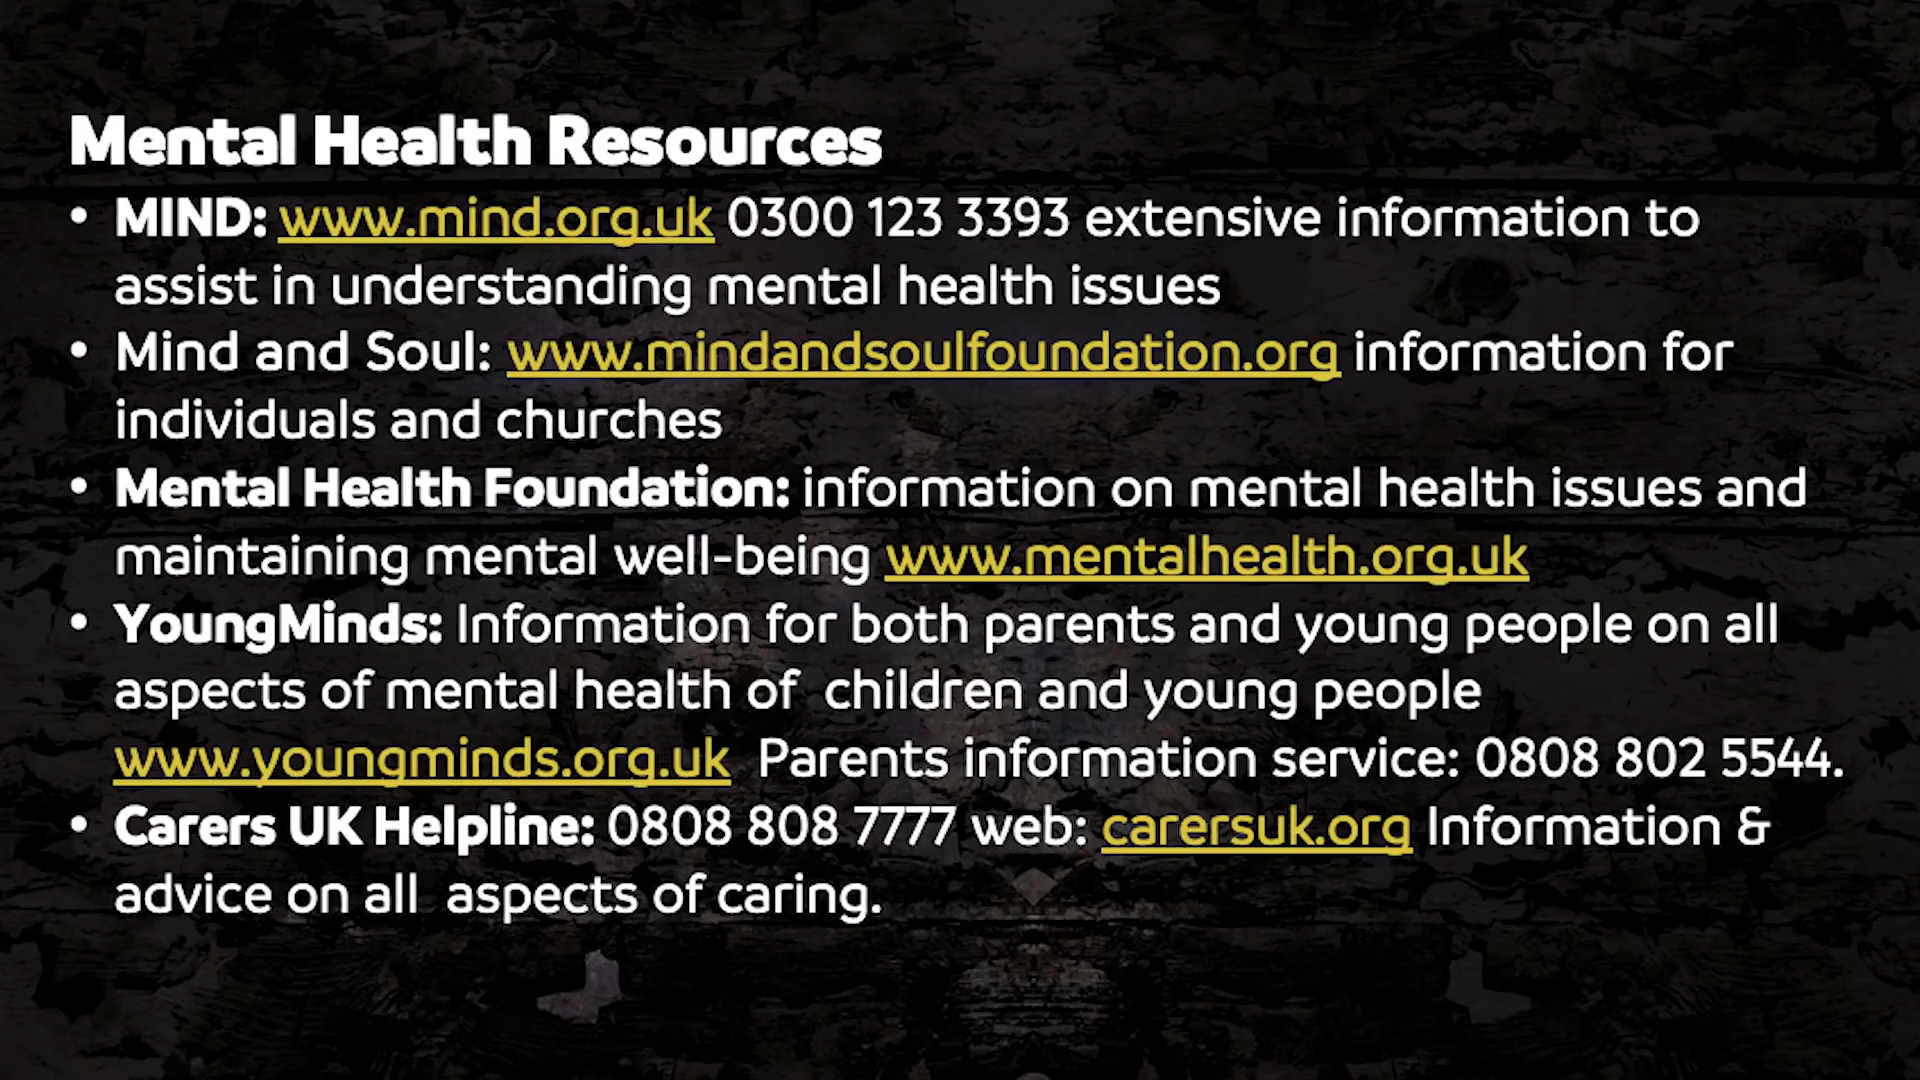 Mental Health Resources
• MIND: www.mind.org.uk 0300 123 3393 extensive information to
assist in understanding mental health issues
• Mind and Soul: www.mindandsoulfoundation.org information for
individuals and churches
• Mental Health Foundation: information on mental health issues and
maintaining mental well-being www.mentalhealth.org.uk
• YoungMinds: Information for both parents and young people on all
aspects of mental health of  children and young people
www.youngminds.org.uk  Parents information service: 0808 802 5544.
• Carers UK Helpline: 0808 808 7777 web: carersuk.org Information &
advice on all  aspects of caring.